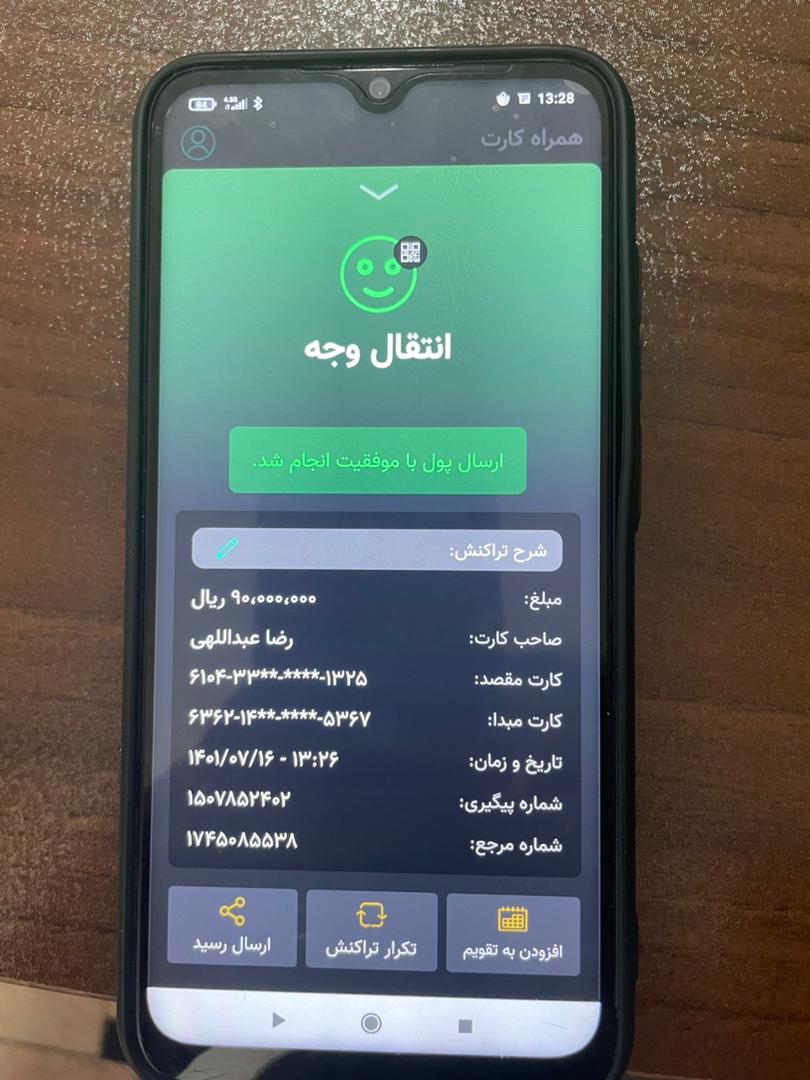 84 4.5G 13:28
همراه کارت
انتقال وجه
ارسال پول با موفقیت انجام شد.
شرح تراکنش:
مبلغ: ۹۰،۰۰۰،۰۰۰ ریال
صاحب کارت: رضا عبداللهی
کارت مقصد: ۶۱۰۴-۳۳**-****-۱۳۲۵
کارت مبدا: ۶۳۶۲-۱۴**-****-۵۳۶۷
تاریخ و زمان: ۱۴۰۱/۰۷/۱۶ - ۱۳:۲۶
شماره پیگیری: ۱۵۰۷۸۵۲۴۰۲
شماره مرجع: ۱۷۴۵۰۸۵۵۳۸
افزودن به تقویم
تکرار تراکنش
ارسال رسید